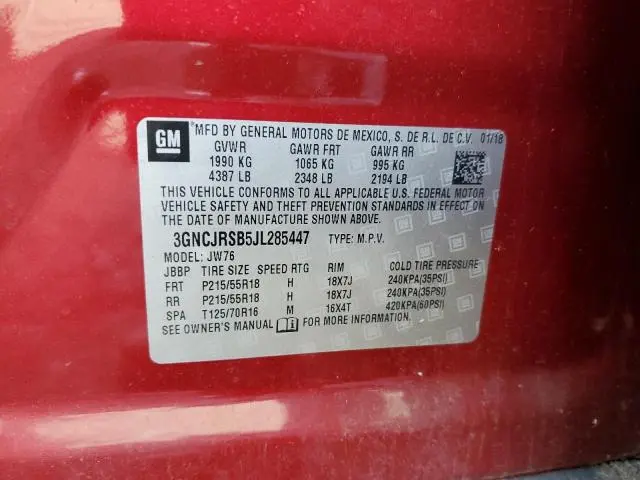 GM MFD BY GENERAL MOTORS DE MEXICO, S. DE R.L. DE C.V. 01/18
GVWR GAWR FRT GAWR RR
1990 KG 1065 KG 995 KG
4387 LB 2348 LB 2194 LB
THIS VEHICLE CONFORMS TO ALL APPLICABLE U.S. FEDERAL MOTOR
VEHICLE SAFETY AND THEFT PREVENTION STANDARDS IN EFFECT ON THE
DATE OF MANUFACTURE SHOWN ABOVE.
3GNCJRSB5JL285447 TYPE: M.P.V.
MODEL: JW76
JBBP TIRE SIZE SPEED RTG RIM COLD TIRE PRESSURE
FRT P215/55R18 H 18X7J 240KPA(35PSI)
RR P215/55R18 H 18X7J 240KPA(35PSI)
SPA T125/70R16 M 16X4T 420KPA(60PSI)
SEE OWNER'S MANUAL FOR MORE INFORMATION.